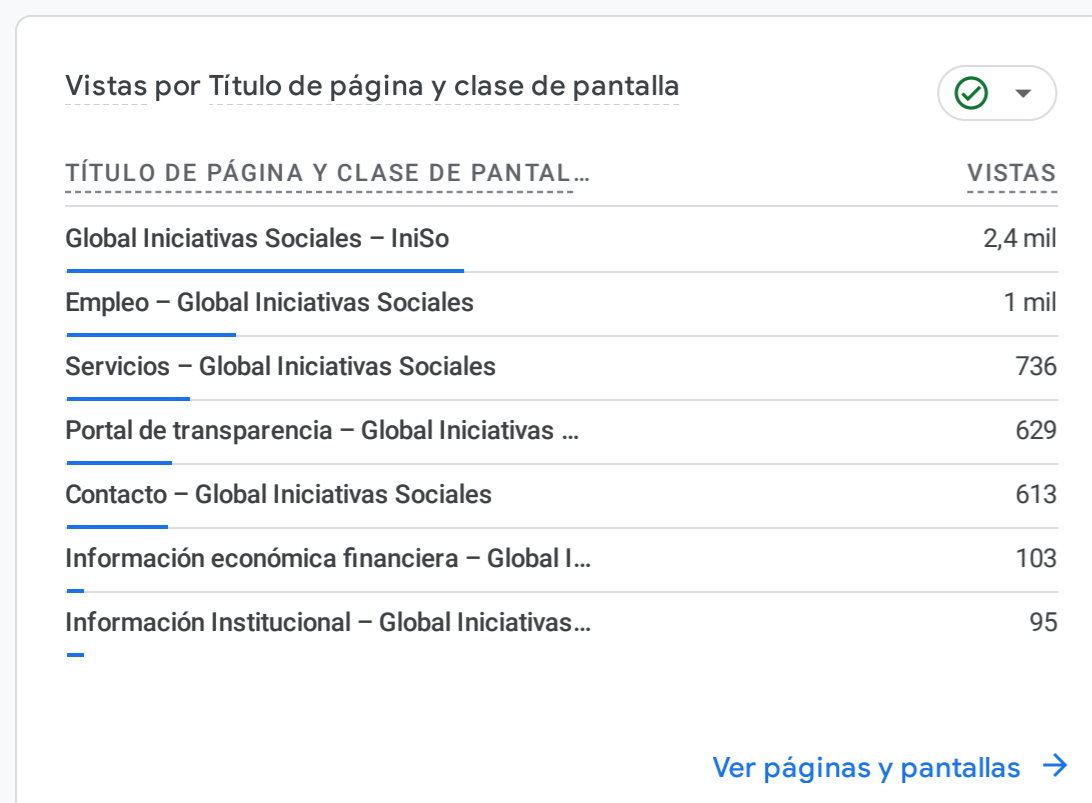 Vistas por Título de página y clase de pantalla
TÍTULO DE PÁGINA Y CLASE DE PANTAL… VISTAS
Global Iniciativas Sociales – IniSo 2,4 mil
Empleo – Global Iniciativas Sociales 1 mil
Servicios – Global Iniciativas Sociales 736
Portal de transparencia – Global Iniciativas … 629
Contacto – Global Iniciativas Sociales 613
Información económica financiera – Global I… 103
Información Institucional – Global Iniciativas… 95
Ver páginas y pantallas